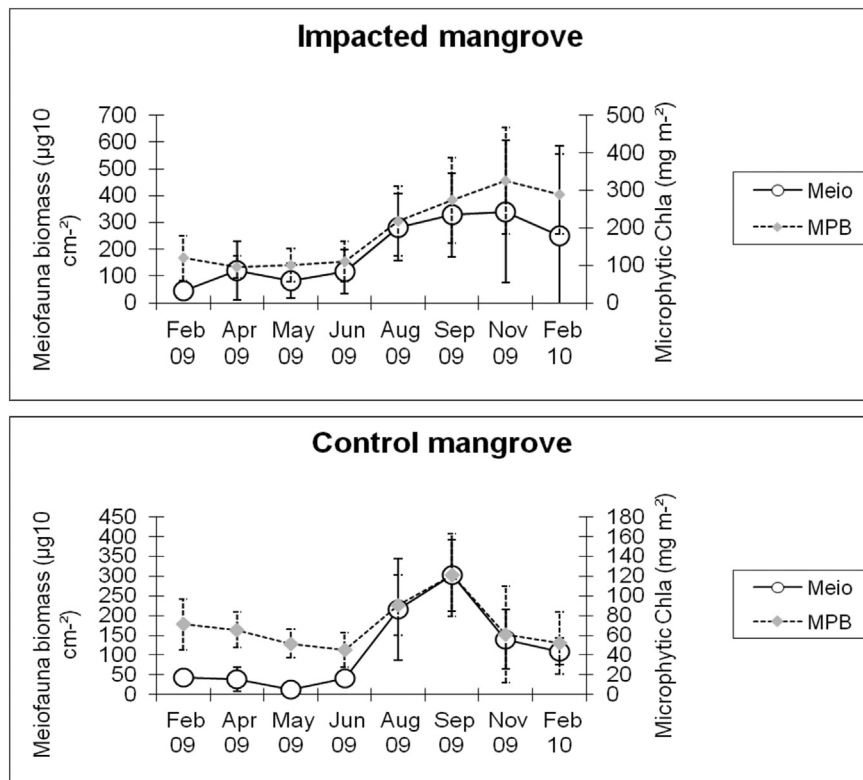 Impacted mangrove
Meiofauna biomass (µg10 cm-²)
700
600
500
400
300
200
100
0
500
400
300
200
100
0
Microphytic Chla (mg m-²)
Feb Apr May Jun Aug Sep Nov Feb
09 09 09 09 09 09 09 10
Meio
MPB
Control mangrove
Meiofauna biomass (µg10 cm-²)
450
400
350
300
250
200
150
100
50
0
180
160
140
120
100
80
60
40
20
0
Microphytic Chla (mg m-²)
Feb Apr May Jun Aug Sep Nov Feb
09 09 09 09 09 09 09 10
Meio
MPB